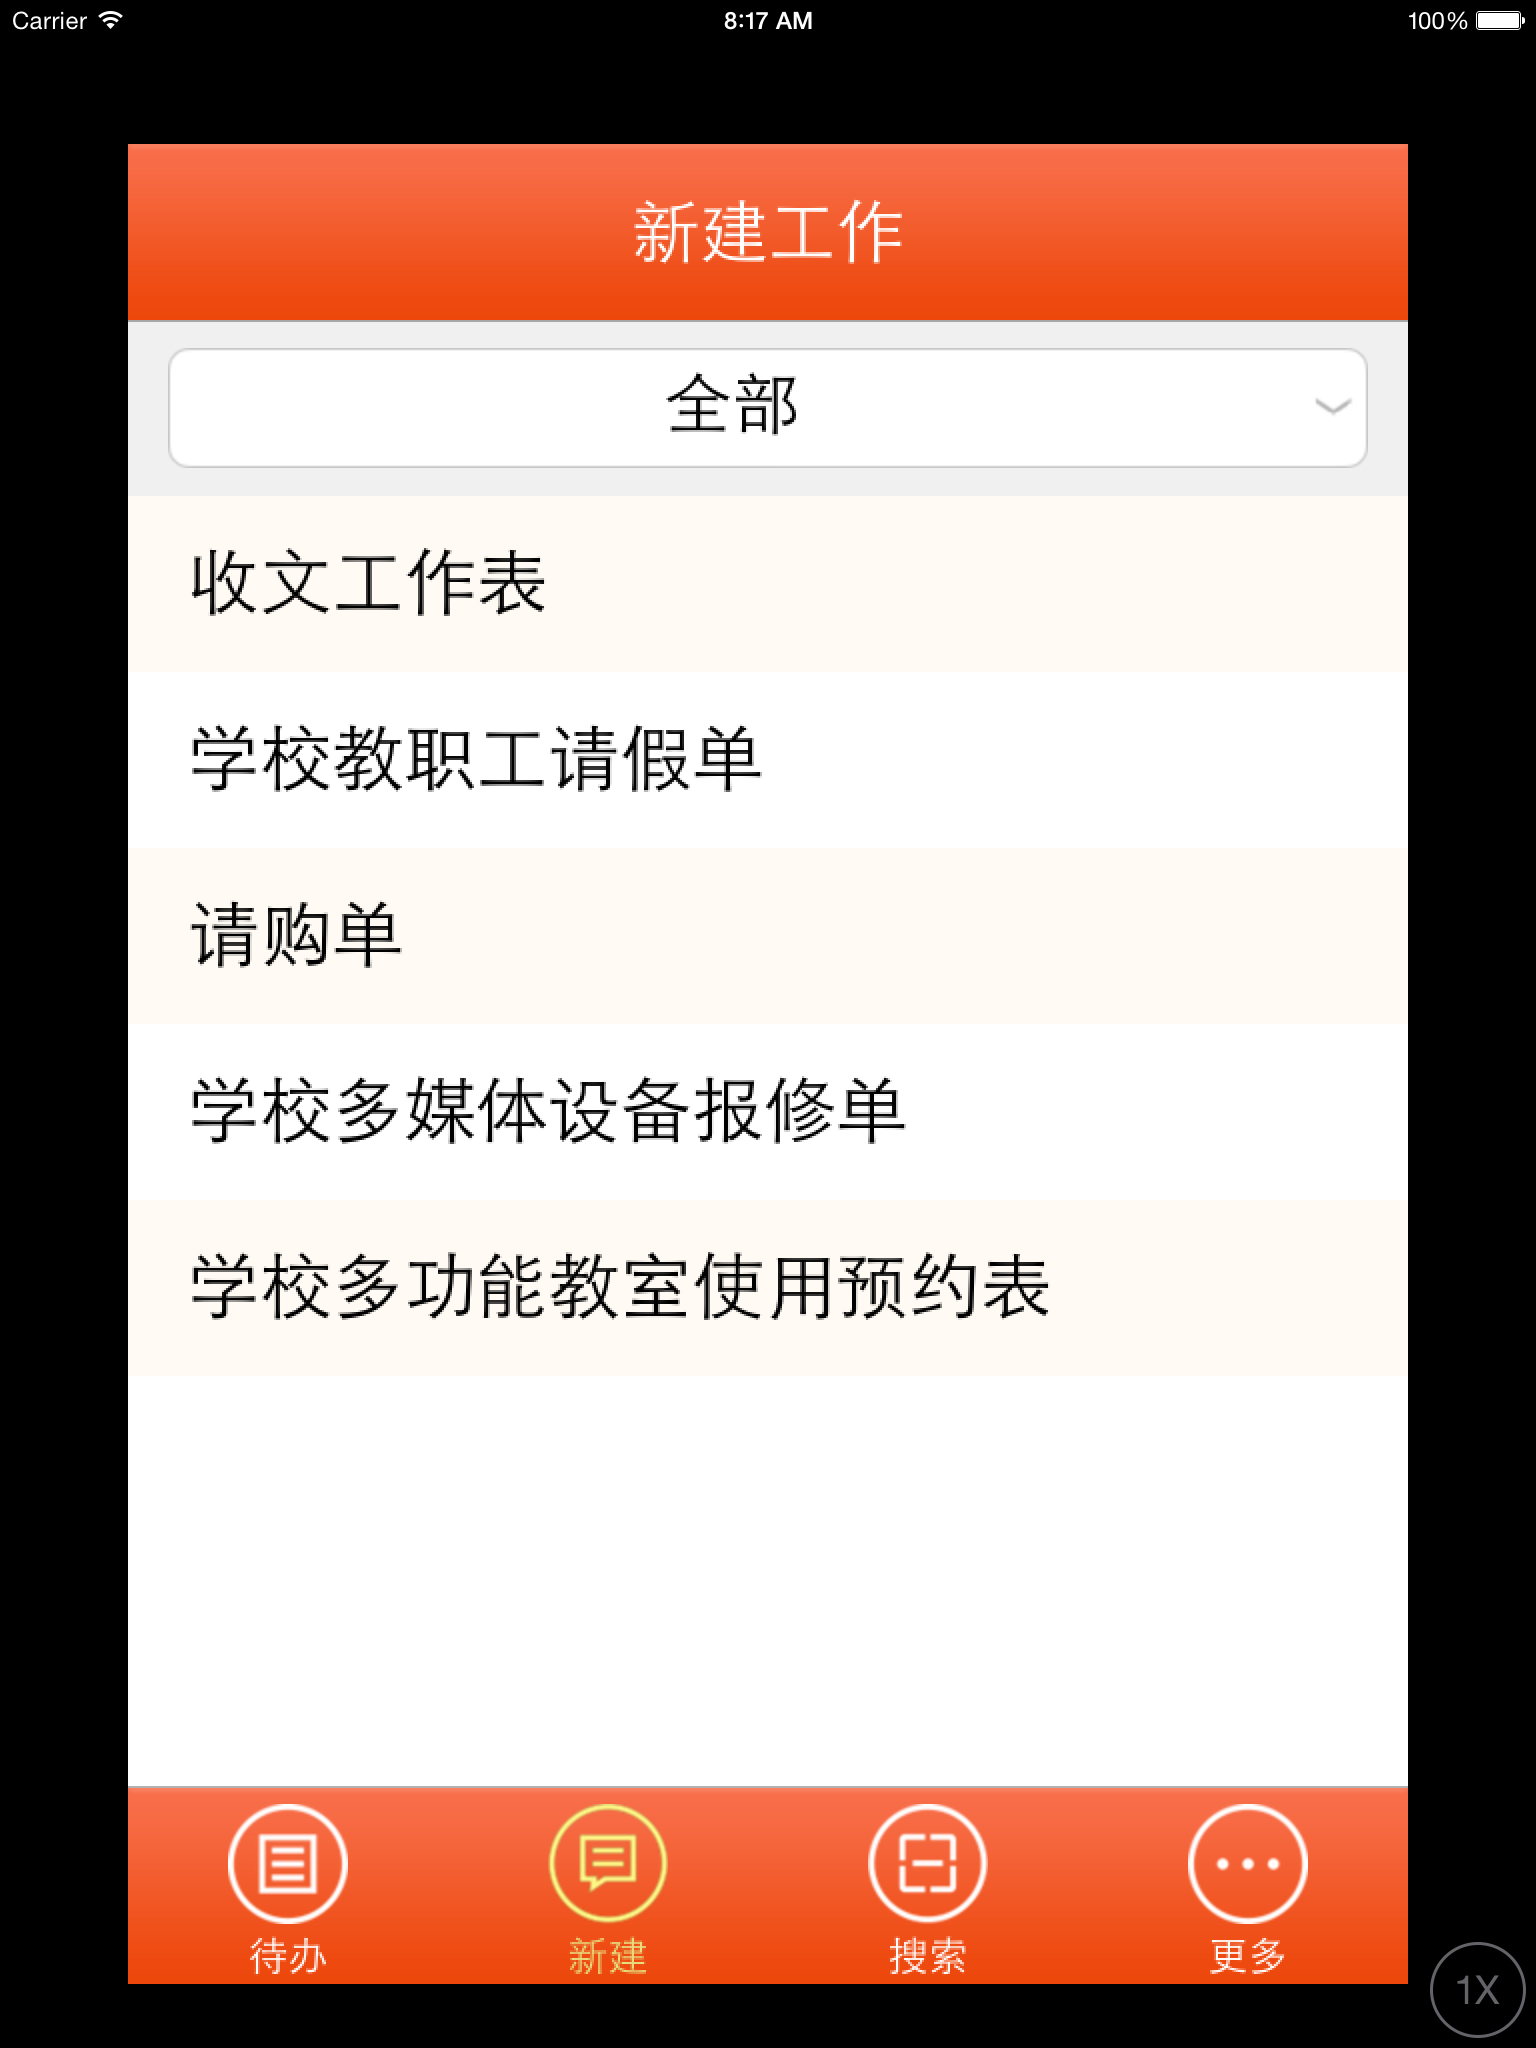 Carrier 8:17 AM 100%
新建工作
全部
收文工作表
学校教职工请假单
请购单
学校多媒体设备报修单
学校多功能教室使用预约表
待办 新建 搜索 更多
1X